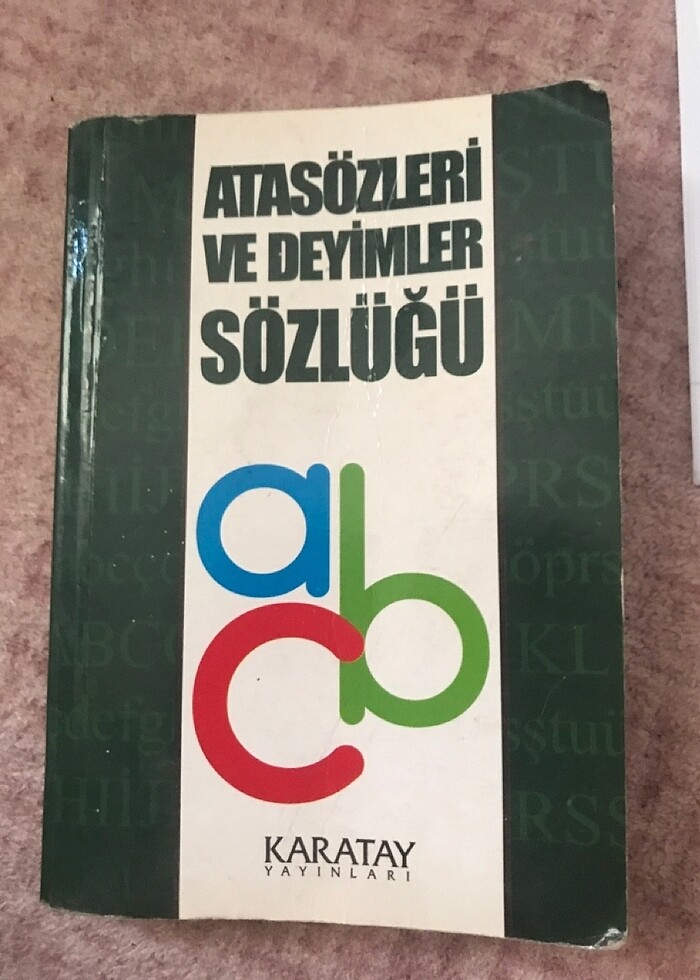 ATASÖZLERİ
VE DEYİMLER
SÖZLÜĞÜ
a b
c
KARATAY
YAYINLARI